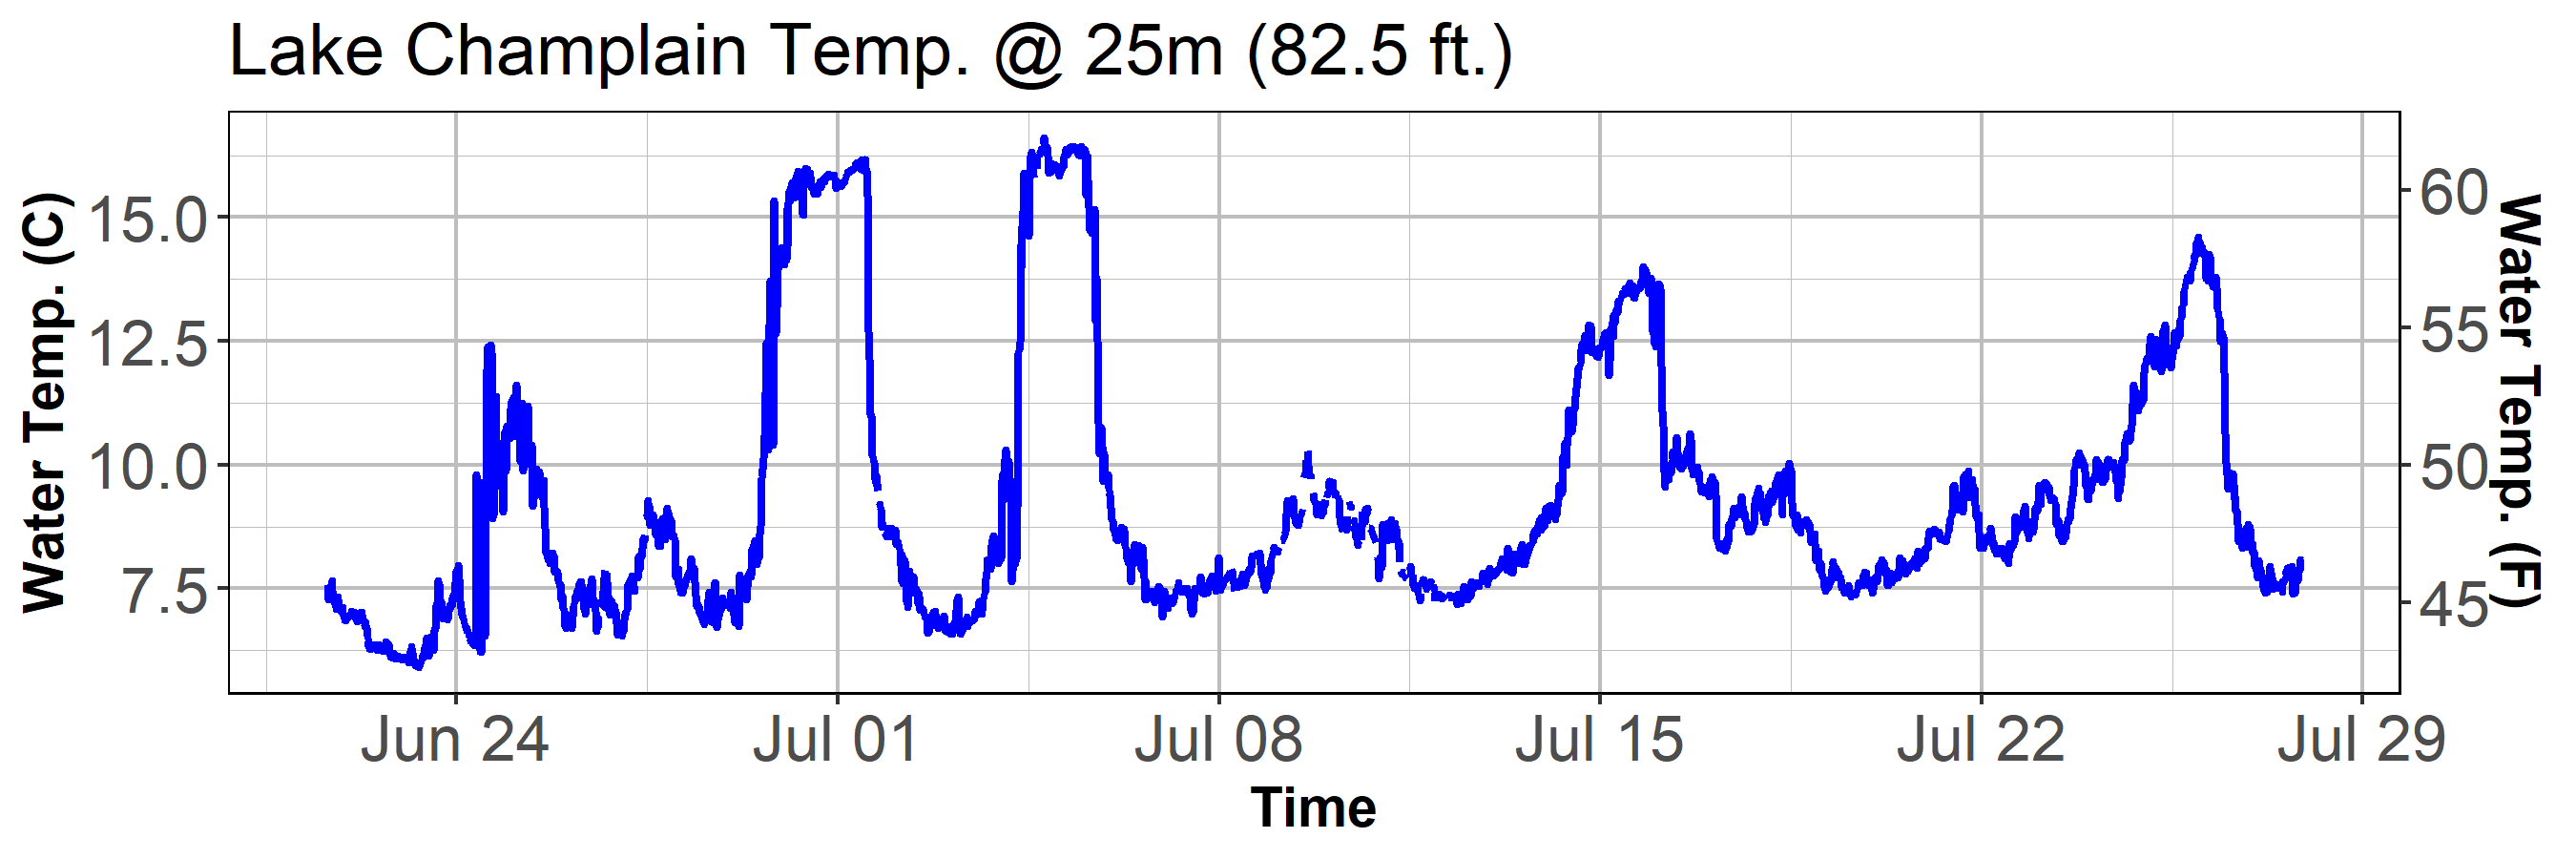 Lake Champlain Temp. @ 25m (82.5 ft.)
Water Temp. (C)
15.0
12.5
10.0
7.5
60
55
50
45
Water Temp. (F)
Jun 24 Jul 01 Jul 08 Jul 15 Jul 22 Jul 29
Time